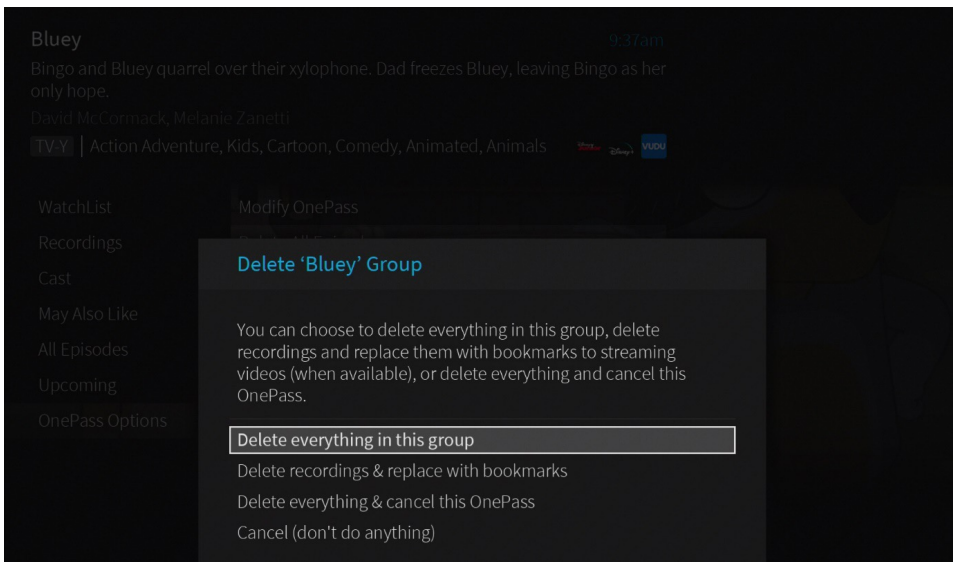 Bluey 9:37am
Bingo and Bluey quarrel over their xylophone. Dad freezes Bluey, leaving Bingo as her
only hope.
David McCormack, Melanie Zanetti
TV-Y | Action Adventure, Kids, Cartoon, Comedy, Animated, Animals Disney+ VUDU
WatchList
Modify OnePass
Recordings
Cast
May Also Like
All Episodes
Upcoming
OnePass Options
Delete ‘Bluey’ Group
You can choose to delete everything in this group, delete
recordings and replace them with bookmarks to streaming
videos (when available), or delete everything and cancel this
OnePass.
Delete everything in this group
Delete recordings & replace with bookmarks
Delete everything & cancel this OnePass
Cancel (don't do anything)